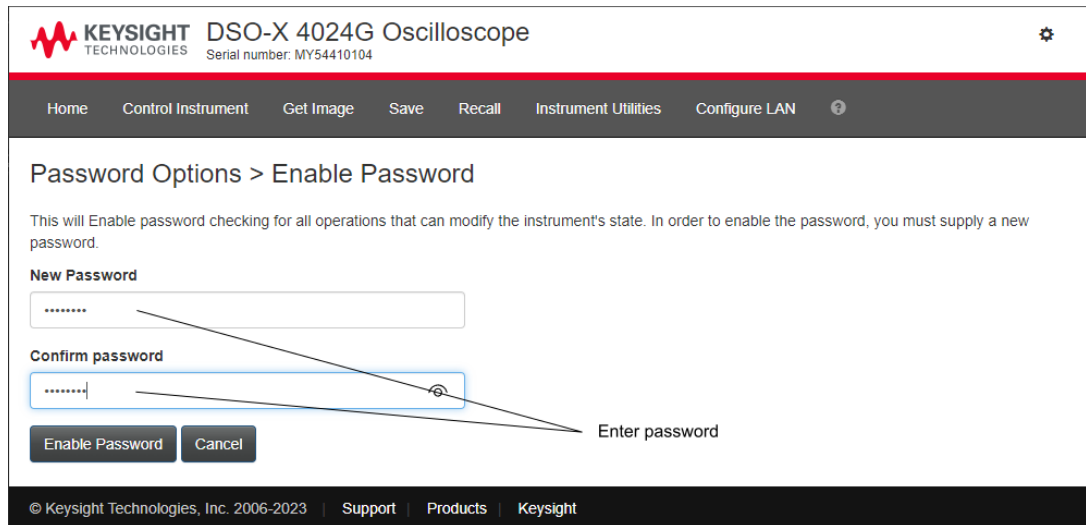 KEYSIGHT
TECHNOLOGIES
DSO-X 4024G Oscilloscope
Serial number: MY54410104
Home Control Instrument Get Image Save Recall Instrument Utilities Configure LAN ?
Password Options > Enable Password
This will Enable password checking for all operations that can modify the instrument's state. In order to enable the password, you must supply a new
password.
New Password
••••••••
Confirm password
••••••••
Enter password
Enable Password Cancel
© Keysight Technologies, Inc. 2006-2023 | Support | Products | Keysight